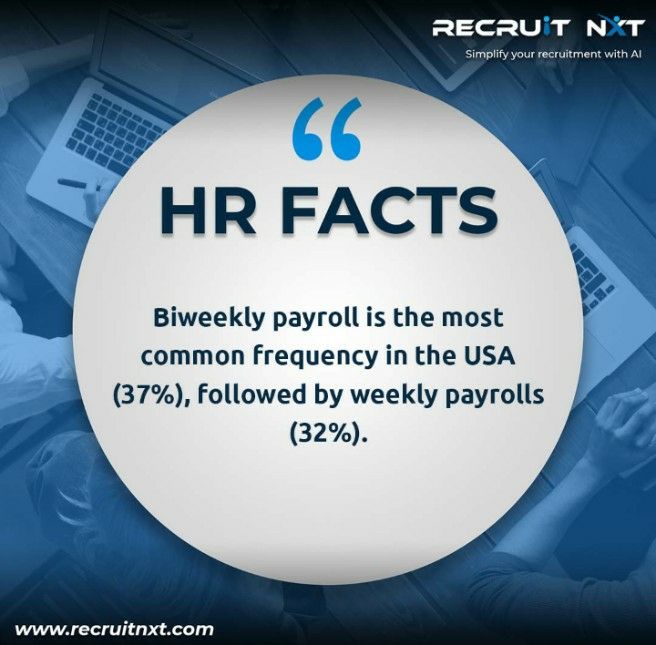 RECRUiT NXT
Simplify your recruitment with AI
“
HR FACTS
Biweekly payroll is the most
common frequency in the USA
(37%), followed by weekly payrolls
(32%).
www.recruitnxt.com